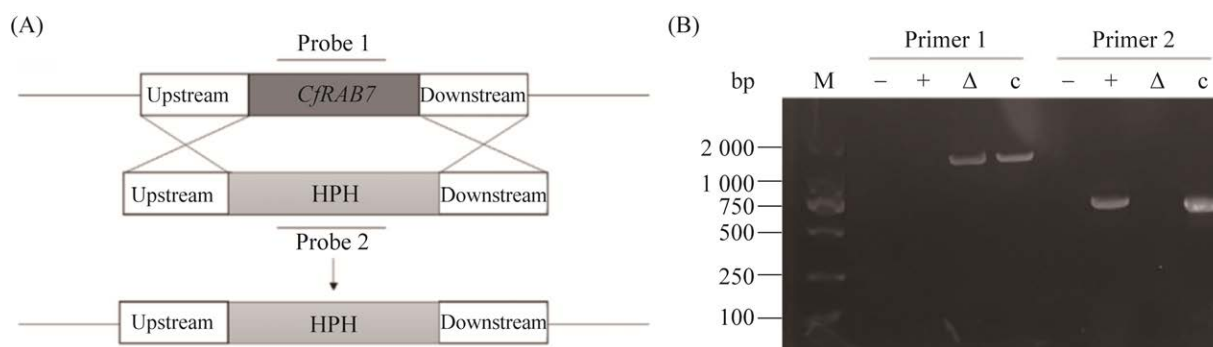 (A)
Probe 1
Upstream CfRAB7 Downstream
Upstream HPH Downstream
Probe 2
Upstream HPH Downstream
(B)
Primer 1 Primer 2
bp M – + Δ c – + Δ c
2 000
1 000
750
500
250
100